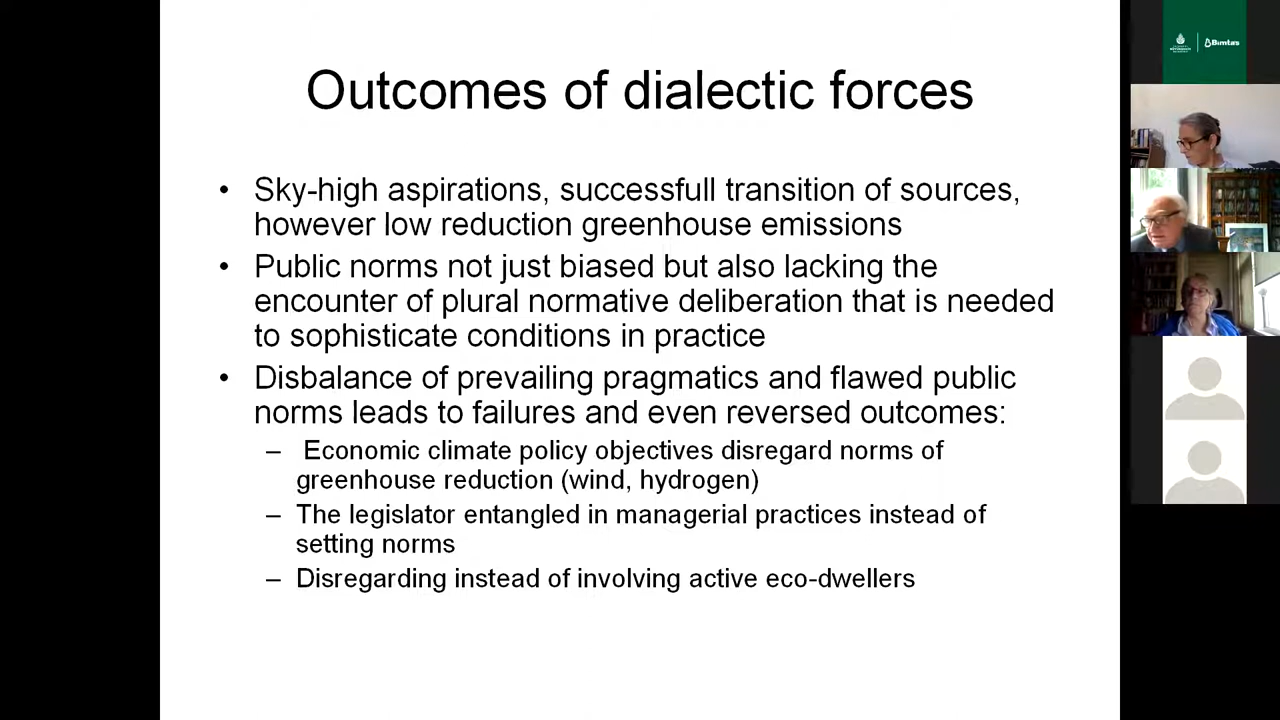 Outcomes of dialectic forces
• Sky-high aspirations, successfull transition of sources,
however low reduction greenhouse emissions
• Public norms not just biased but also lacking the
encounter of plural normative deliberation that is needed
to sophisticate conditions in practice
• Disbalance of prevailing pragmatics and flawed public
norms leads to failures and even reversed outcomes:
– Economic climate policy objectives disregard norms of
greenhouse reduction (wind, hydrogen)
– The legislator entangled in managerial practices instead of
setting norms
– Disregarding instead of involving active eco-dwellers
Bimtas